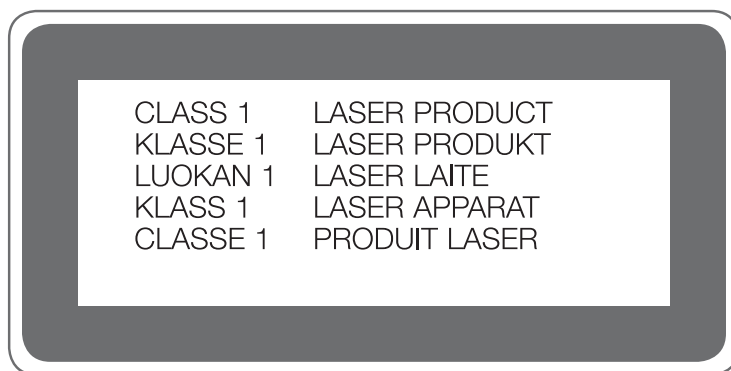 CLASS 1 LASER PRODUCT
KLASSE 1 LASER PRODUKT
LUOKAN 1 LASER LAITE
KLASS 1 LASER APPARAT
CLASSE 1 PRODUIT LASER